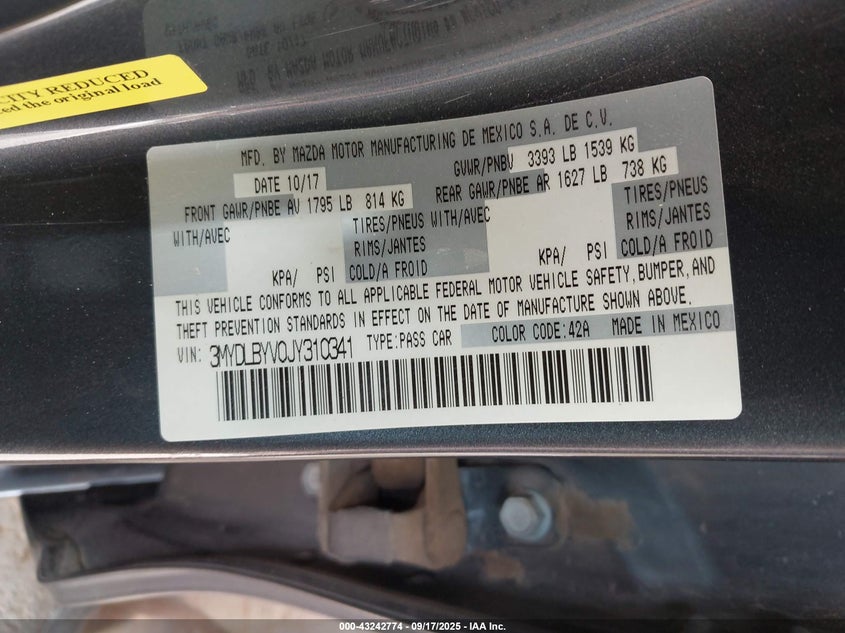 CITY REDUCED
the original load
MFD. BY MAZDA MOTOR MANUFACTURING DE MEXICO S.A. DE C.V.
DATE 10/17 GVWR/PNBV 3393 LB 1539 KG
FRONT GAWR/PNBE AV 1795 LB 814 KG REAR GAWR/PNBE AR 1627 LB 738 KG
WITH/AVEC TIRES/PNEUS WITH/AVEC TIRES/PNEUS
RIMS/JANTES RIMS/JANTES
KPA/ PSI COLD/A FROID KPA/ PSI COLD/A FROID
THIS VEHICLE CONFORMS TO ALL APPLICABLE FEDERAL MOTOR VEHICLE SAFETY, BUMPER, AND
THEFT PREVENTION STANDARDS IN EFFECT ON THE DATE OF MANUFACTURE SHOWN ABOVE.
VIN: 3MYDLBYV0JY310341 TYPE:PASS CAR COLOR CODE:42A MADE IN MEXICO
000-43242774 - 09/17/2025 - IAA Inc.